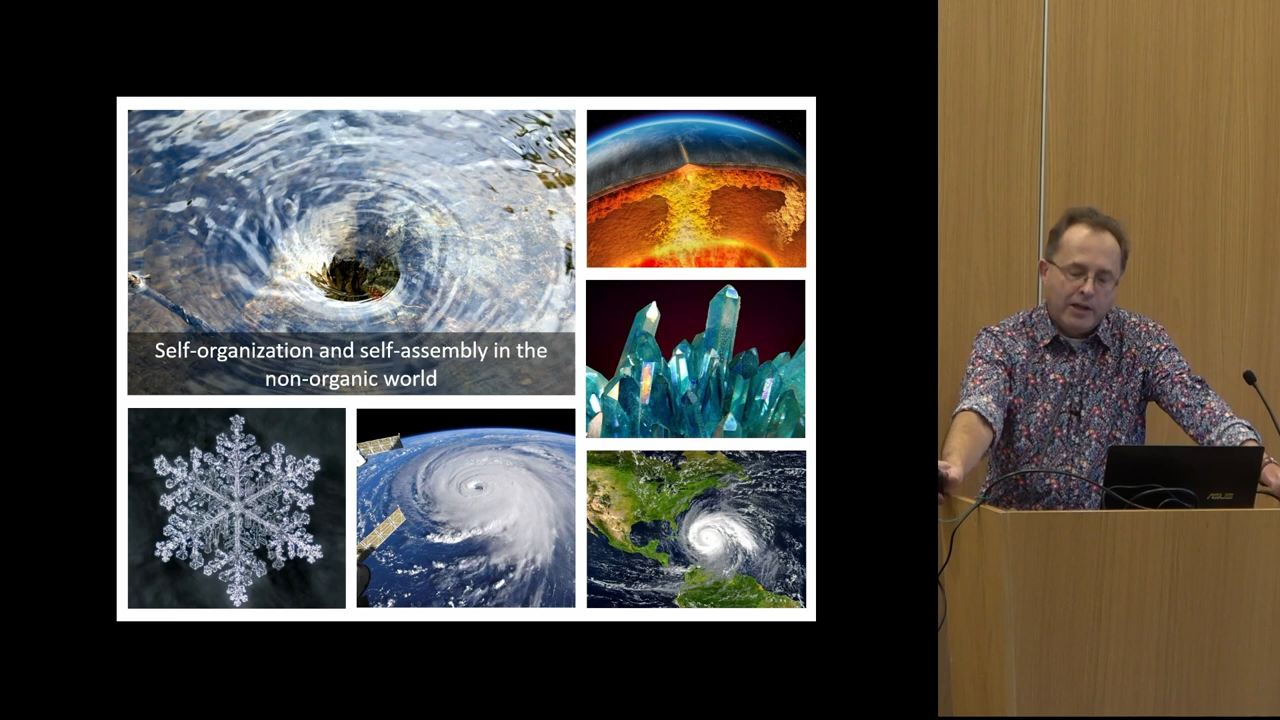 Self-organization and self-assembly in the
non-organic world
ASUS